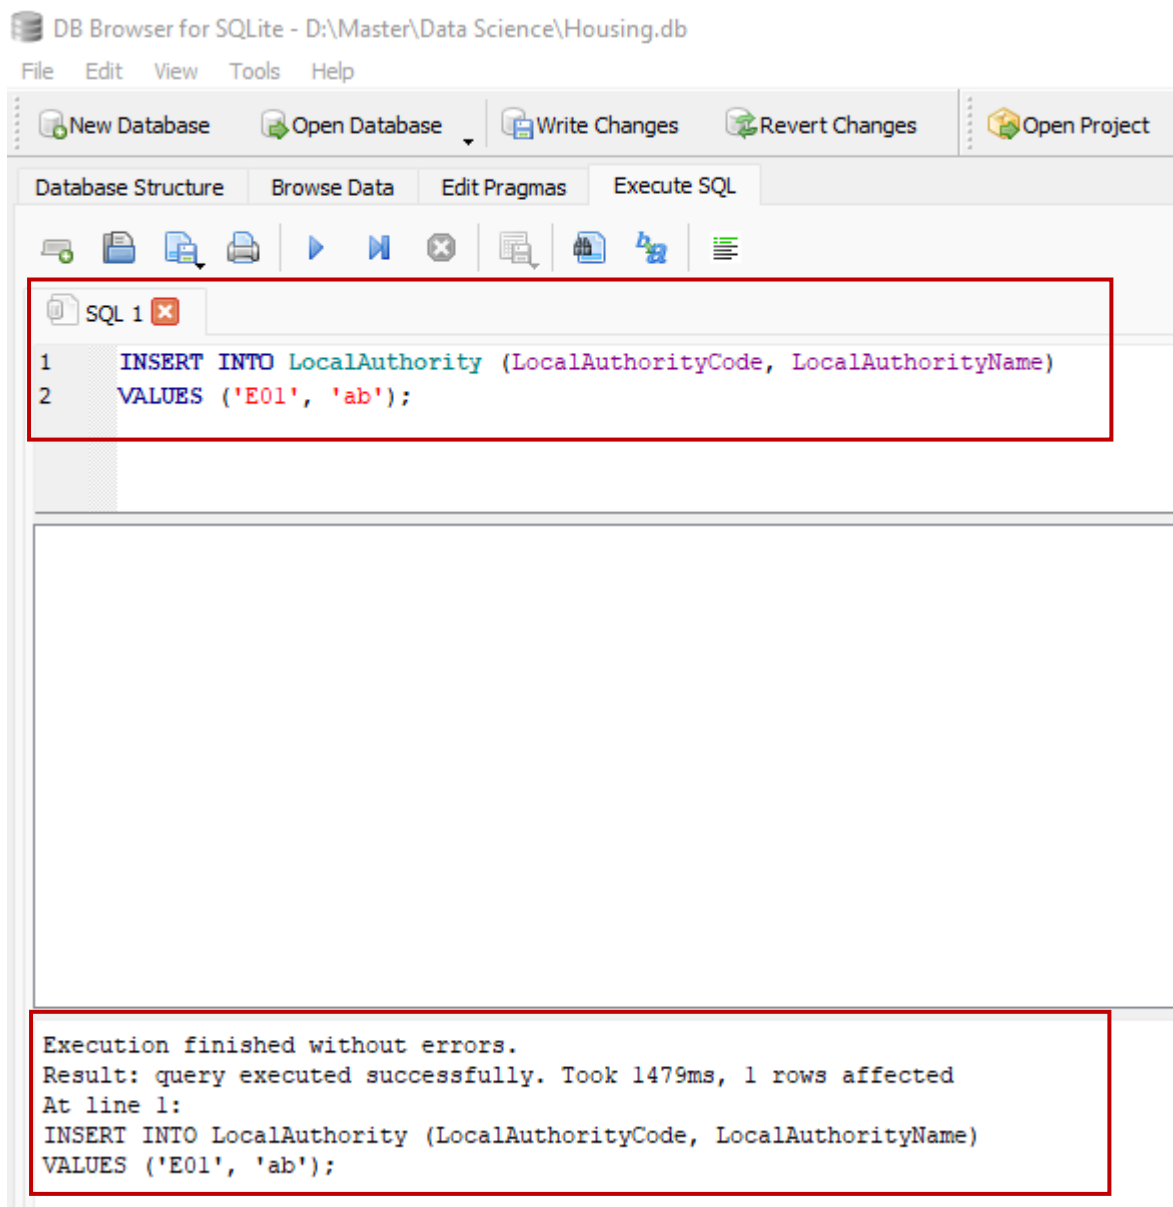 DB Browser for SQLite - D:\Master\Data Science\Housing.db
File Edit View Tools Help
New Database Open Database Write Changes Revert Changes Open Project
Database Structure Browse Data Edit Pragmas Execute SQL
SQL 1
1 INSERT INTO LocalAuthority (LocalAuthorityCode, LocalAuthorityName)
2 VALUES ('E01', 'ab');
Execution finished without errors.
Result: query executed successfully. Took 1479ms, 1 rows affected
At line 1:
INSERT INTO LocalAuthority (LocalAuthorityCode, LocalAuthorityName)
VALUES ('E01', 'ab');